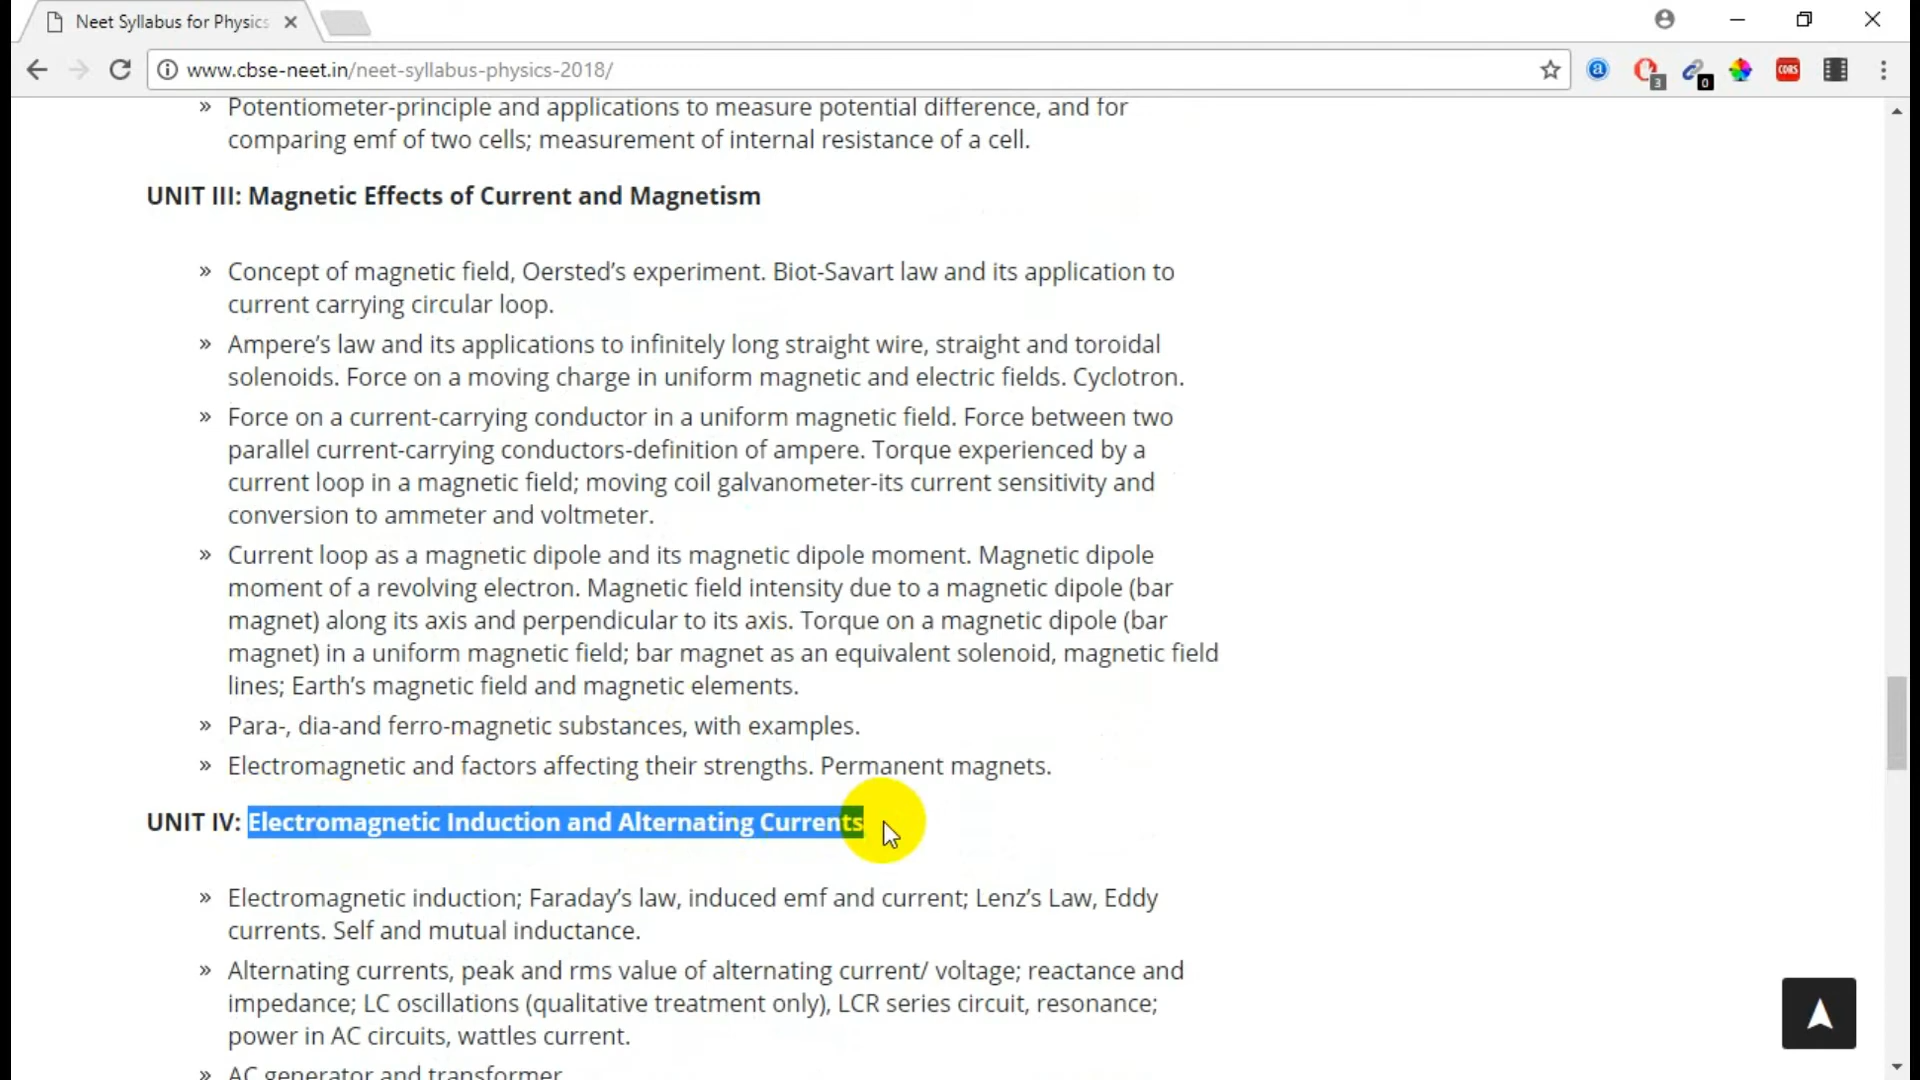 Neet Syllabus for Physics
www.cbse-neet.in/neet-syllabus-physics-2018/
3
0
CORS
» Potentiometer-principle and applications to measure potential difference, and for
comparing emf of two cells; measurement of internal resistance of a cell.
UNIT III: Magnetic Effects of Current and Magnetism
» Concept of magnetic field, Oersted’s experiment. Biot-Savart law and its application to
current carrying circular loop.
» Ampere’s law and its applications to infinitely long straight wire, straight and toroidal
solenoids. Force on a moving charge in uniform magnetic and electric fields. Cyclotron.
» Force on a current-carrying conductor in a uniform magnetic field. Force between two
parallel current-carrying conductors-definition of ampere. Torque experienced by a
current loop in a magnetic field; moving coil galvanometer-its current sensitivity and
conversion to ammeter and voltmeter.
» Current loop as a magnetic dipole and its magnetic dipole moment. Magnetic dipole
moment of a revolving electron. Magnetic field intensity due to a magnetic dipole (bar
magnet) along its axis and perpendicular to its axis. Torque on a magnetic dipole (bar
magnet) in a uniform magnetic field; bar magnet as an equivalent solenoid, magnetic field
lines; Earth’s magnetic field and magnetic elements.
» Para-, dia-and ferro-magnetic substances, with examples.
» Electromagnetic and factors affecting their strengths. Permanent magnets.
UNIT IV: Electromagnetic Induction and Alternating Currents
» Electromagnetic induction; Faraday’s law, induced emf and current; Lenz’s Law, Eddy
currents. Self and mutual inductance.
» Alternating currents, peak and rms value of alternating current/ voltage; reactance and
impedance; LC oscillations (qualitative treatment only), LCR series circuit, resonance;
power in AC circuits, wattles current.
» AC generator and transformer